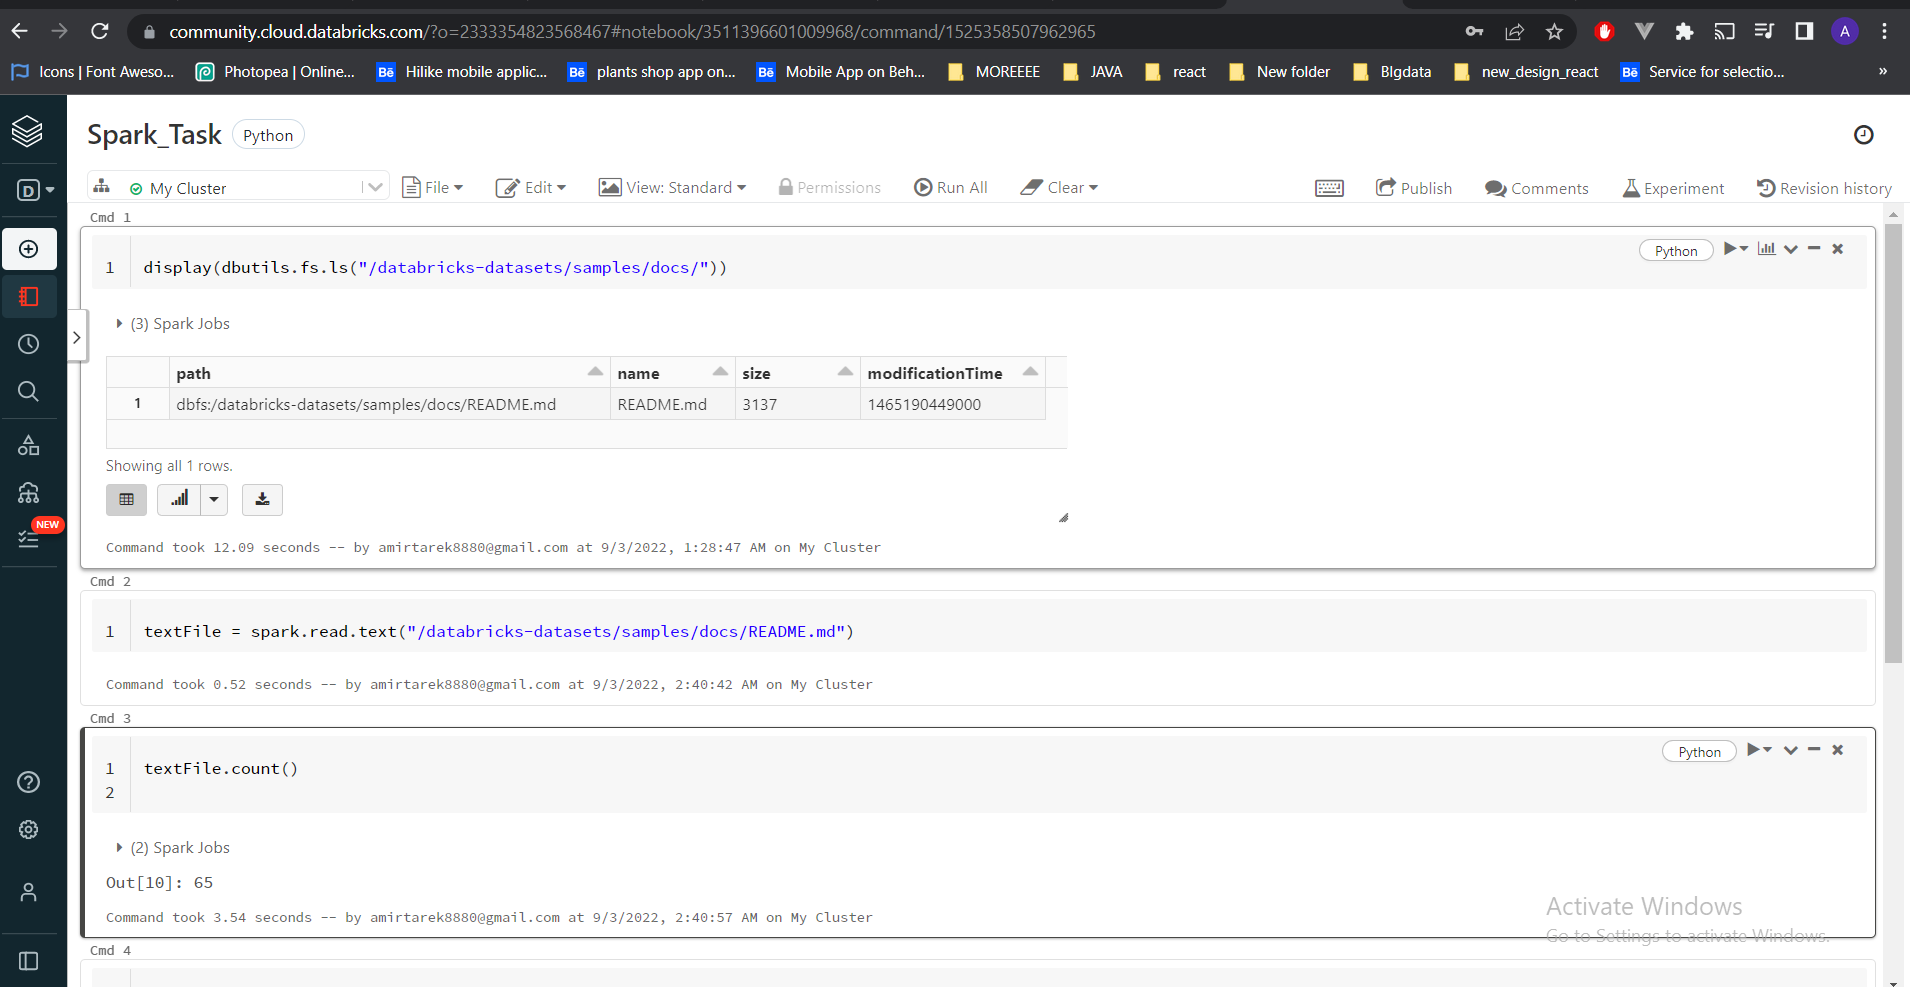 community.cloud.databricks.com/?o=2333354823568467#notebook/3511396601009968/command/1525358507962965
A
Icons | Font Aweso... Photopea | Online... Bē Hilike mobile applic... Bē plants shop app on... Bē Mobile App on Beh... MOREEEE JAVA react New folder BIgdata new_design_react Bē Service for selectio... »
Spark_Task Python
D
My Cluster File Edit View: Standard Permissions Run All Clear Publish Comments Experiment Revision history
Cmd 1
Python
1 display(dbutils.fs.ls("/databricks-datasets/samples/docs/"))
(3) Spark Jobs
path name size modificationTime
1 dbfs:/databricks-datasets/samples/docs/README.md README.md 3137 1465190449000
Showing all 1 rows.
NEW
Command took 12.09 seconds -- by amirtarek8880@gmail.com at 9/3/2022, 1:28:47 AM on My Cluster
Cmd 2
1 textFile = spark.read.text("/databricks-datasets/samples/docs/README.md")
Command took 0.52 seconds -- by amirtarek8880@gmail.com at 9/3/2022, 2:40:42 AM on My Cluster
Cmd 3
Python
1 textFile.count()
2
(2) Spark Jobs
Out[10]: 65
Command took 3.54 seconds -- by amirtarek8880@gmail.com at 9/3/2022, 2:40:57 AM on My Cluster
Activate Windows
Go to Settings to activate Windows.
Cmd 4